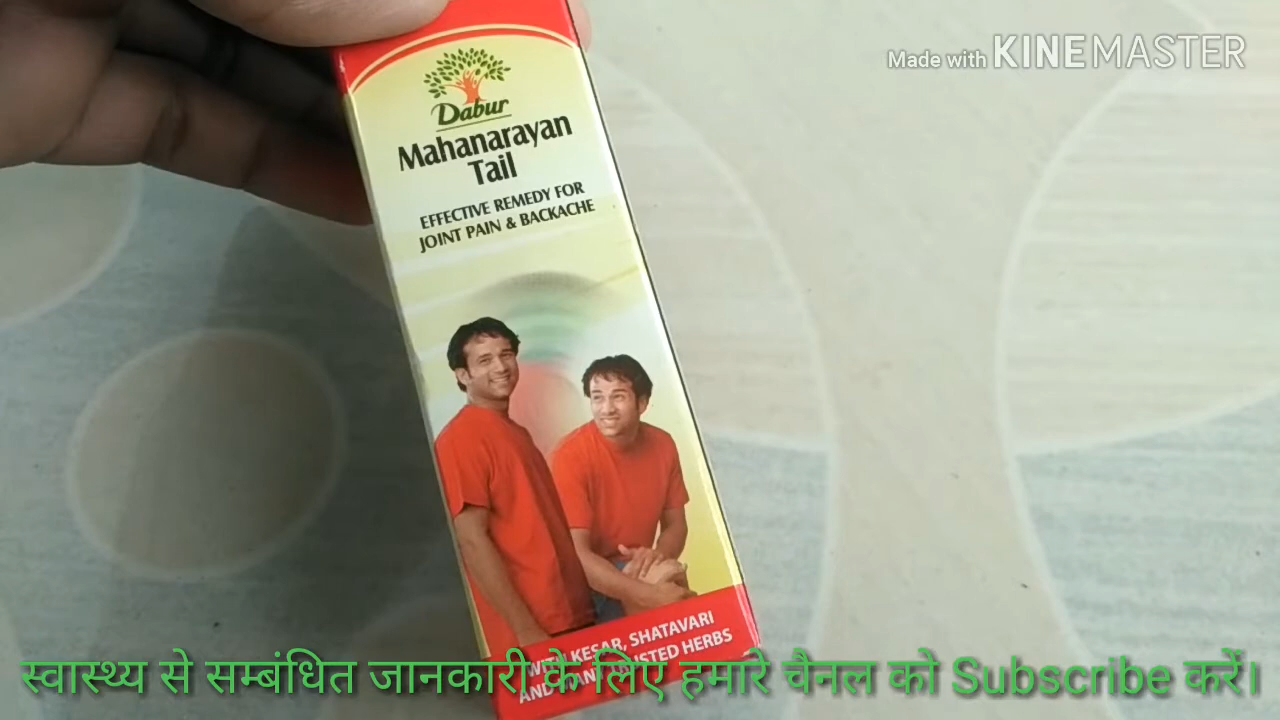 Made with KINEMASTER
Dabur
Mahanarayan
Tail
EFFECTIVE REMEDY FOR
JOINT PAIN & BACKACHE
KESAR, SHATAVARI
AND HERBS
स्वास्थ्य से सम्बंधित जानकारी के लिए हमारे चैनल को Subscribe करें।